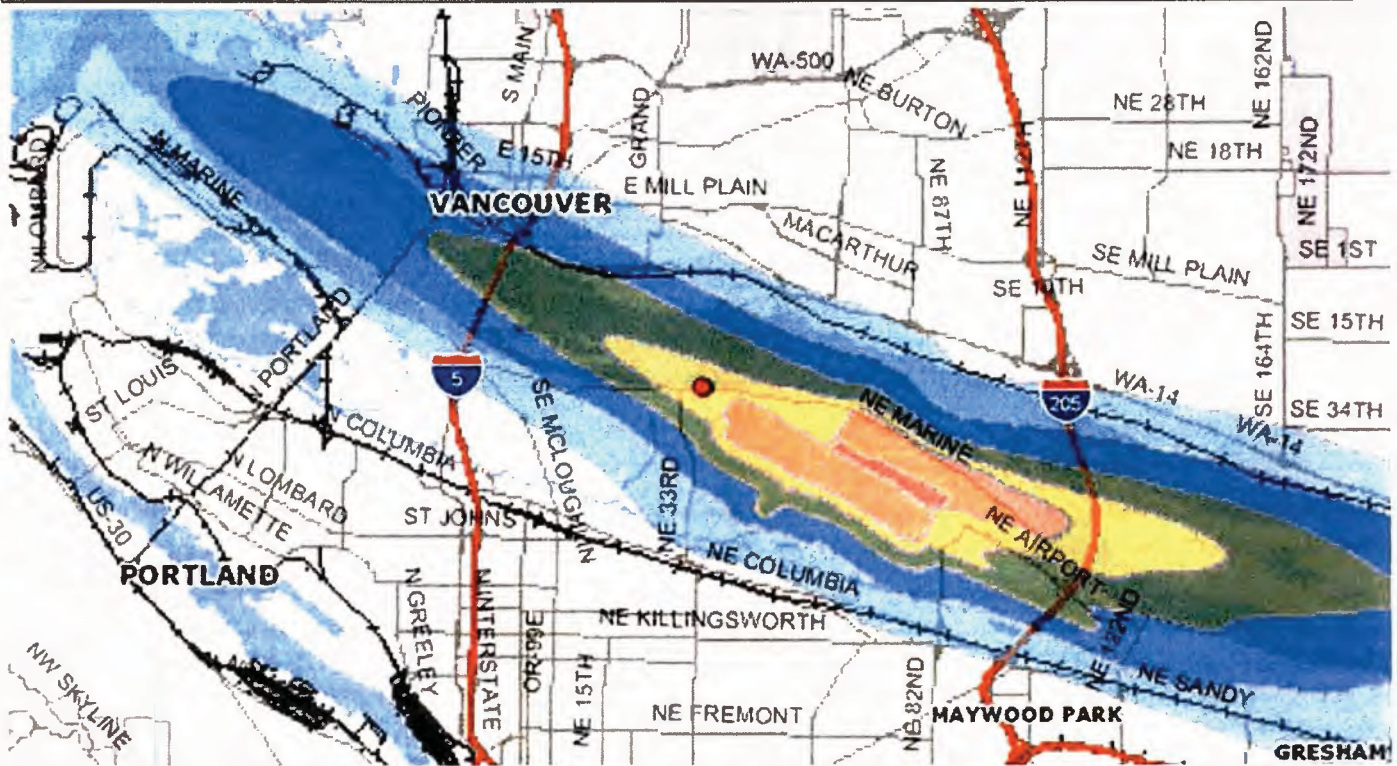 WA-500
S MAIN
NE BURTON
NE 162ND
NE 28TH
PIONEER
GRAND
NE 112TH
NE 172ND
N MARINE
E 15TH
NE 18TH
N LOMBARD
E MILL PLAIN
NE 87TH
VANCOUVER
MACARTHUR
SE 1ST
SE MILL PLAIN
SE 10TH
N PORTLAND
SE 15TH
SE 164TH
5
ST LOUIS
WA-14
205
SE MCLOUGHLIN
NE MARINE
SE 34TH
N COLUMBIA
WA-14
N LOMBARD
N WILLAMETTE
NE 33RD
US-30
ST JOHNS
NE AIRPORT
NE COLUMBIA
PORTLAND
N GREELEY
N INTERSTATE
NE KILLINGSWORTH
NE 122ND
OR-99E
NE 15TH
NE 82ND
NE SANDY
NW SKYLINE
NE FREMONT
MAYWOOD PARK
GRESHAM